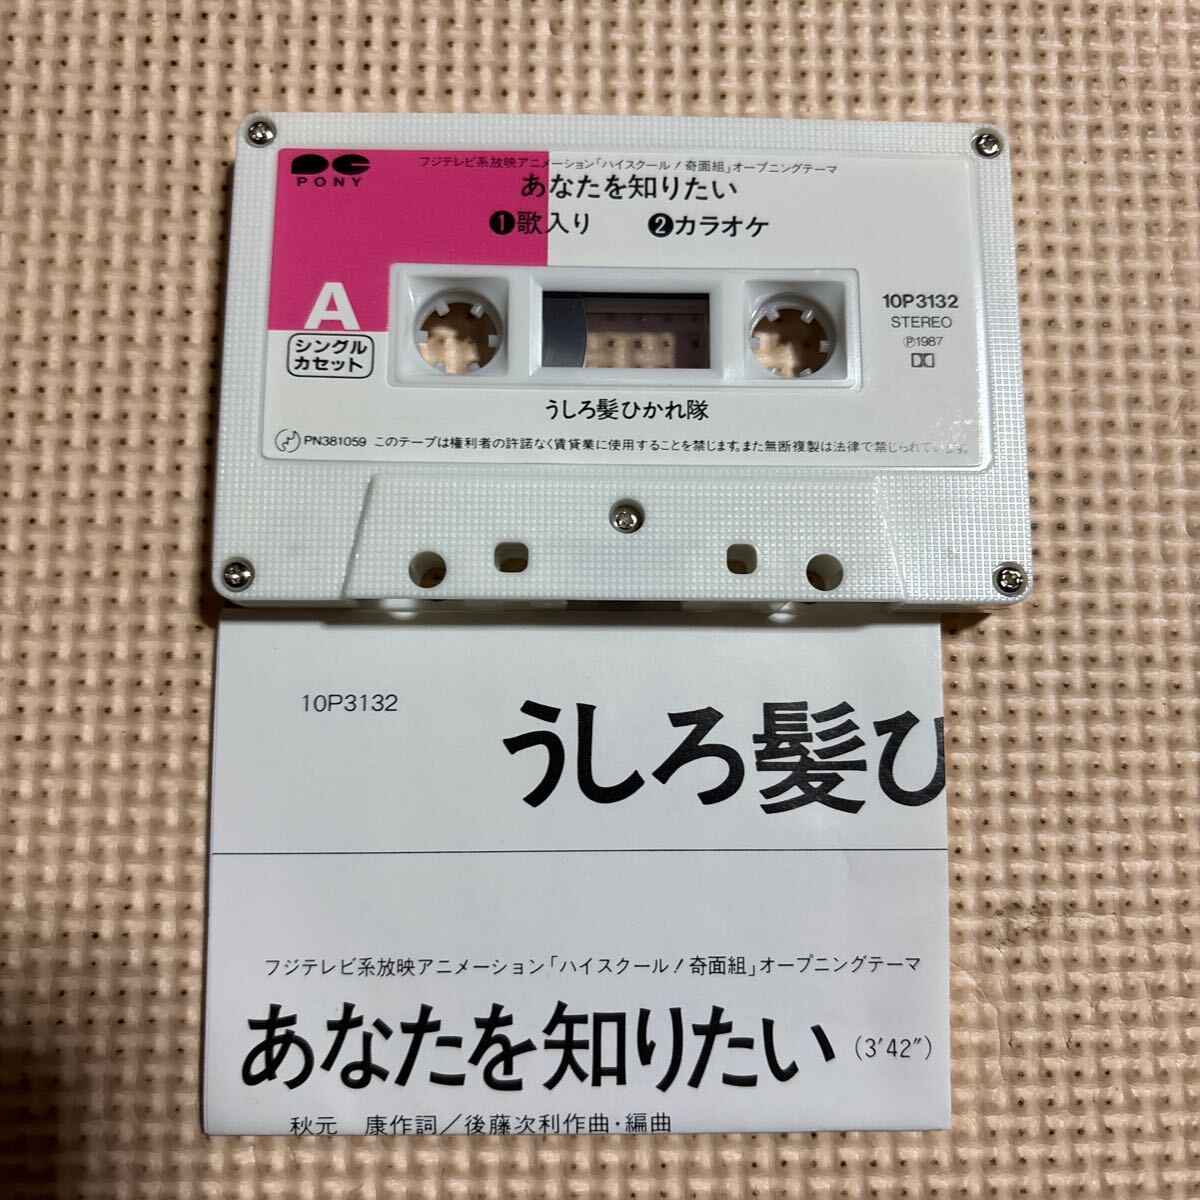 PONY
フジテレビ系放映アニメーション「ハイスクール!奇面組」オープニングテーマ
あなたを知りたい
❶歌入り ❷カラオケ
A
シングル
カセット
10P3132
STEREO
Ⓟ1987
うしろ髪ひかれ隊
PN381059 このテープは権利者の許諾なく賃貸業に使用することを禁じます。また無断複製は法律で禁じられています。
10P3132
うしろ髪ひ
フジテレビ系放映アニメーション「ハイスクール!奇面組」オープニングテーマ
あなたを知りたい (3′42″)
秋元 康作詞/後藤次利作曲・編曲